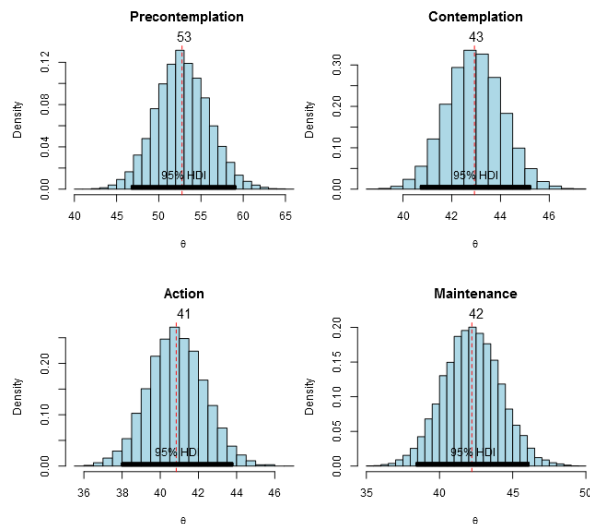 Precontemplation
53
Density
0.00 0.04 0.08 0.12
95% HDI
40 45 50 55 60 65
θ
Contemplation
43
Density
0.00 0.10 0.20 0.30
95% HDI
40 42 44 46
θ
Action
41
Density
0.00 0.10 0.20
95% HDI
36 38 40 42 44 46
θ
Maintenance
42
Density
0.00 0.05 0.10 0.15 0.20
95% HDI
35 40 45 50
θ